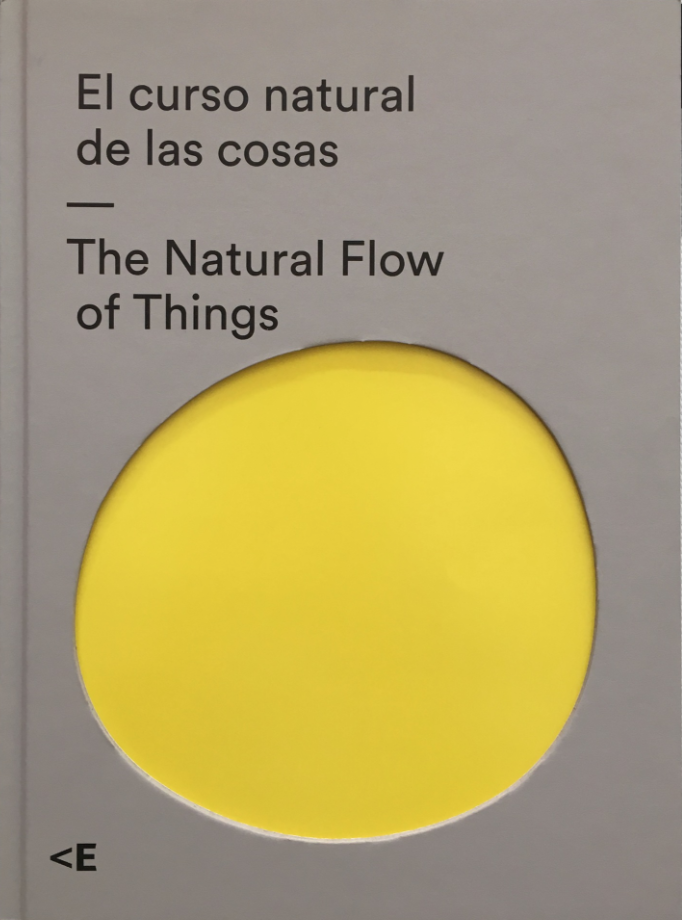 El curso natural
de las cosas
—
The Natural Flow
of Things
<E